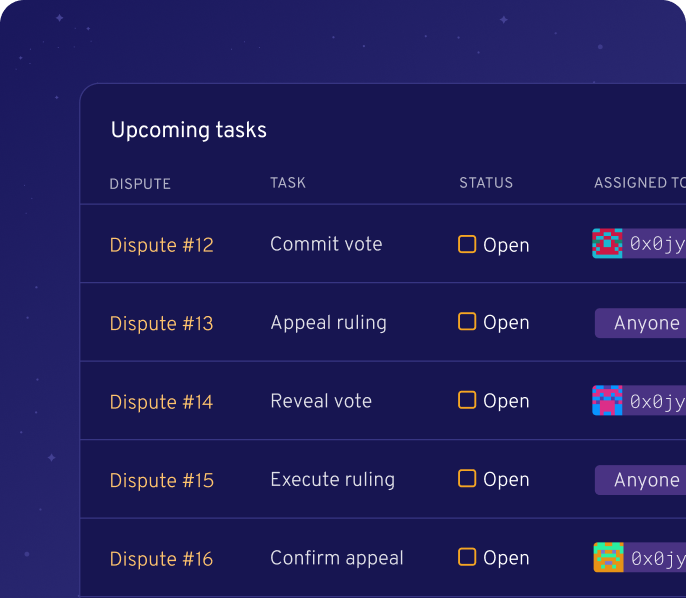 Upcoming tasks
DISPUTE TASK STATUS ASSIGNED TO
Dispute #12 Commit vote Open 0x0jy
Dispute #13 Appeal ruling Open Anyone
Dispute #14 Reveal vote Open 0x0jy
Dispute #15 Execute ruling Open Anyone
Dispute #16 Confirm appeal Open 0x0jy